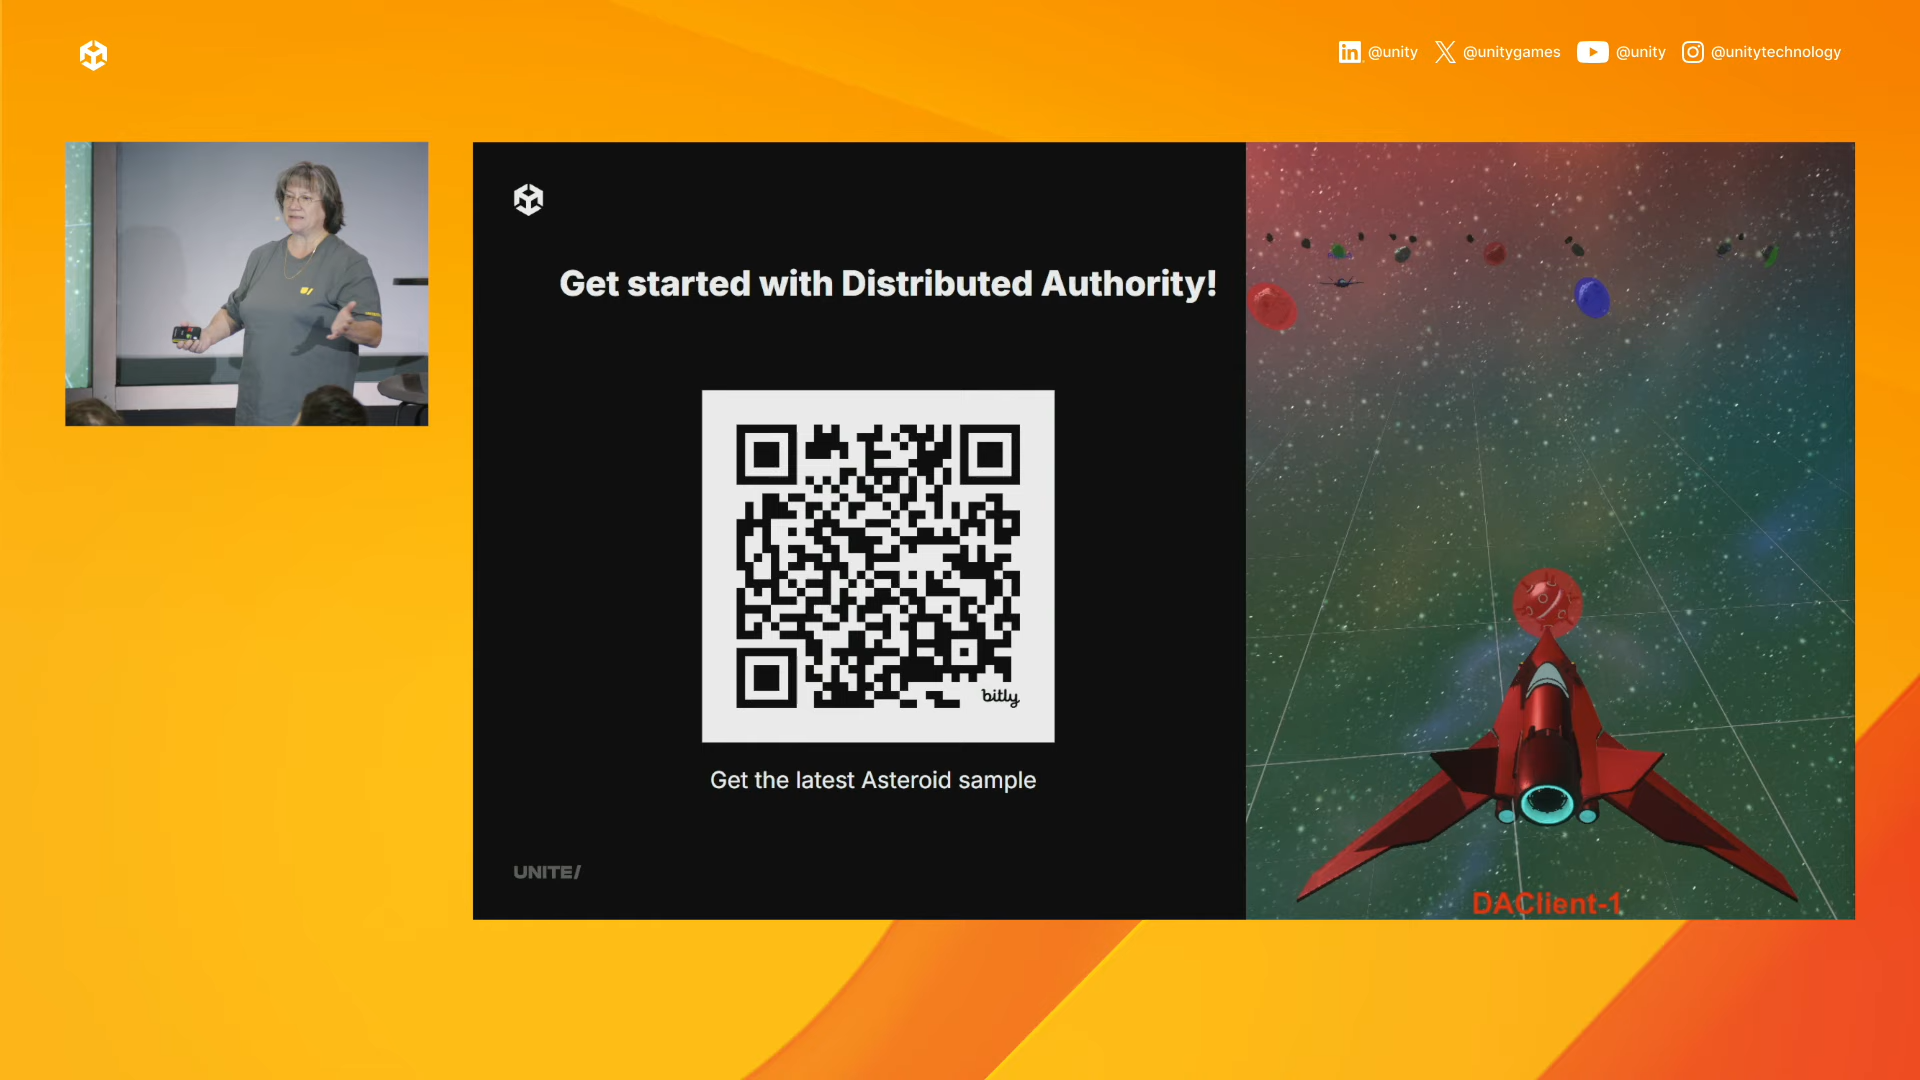 @unity @unitygames @unity @unitytechnology
Get started with Distributed Authority!
bitly
Get the latest Asteroid sample
UNITE/
DAClient-1